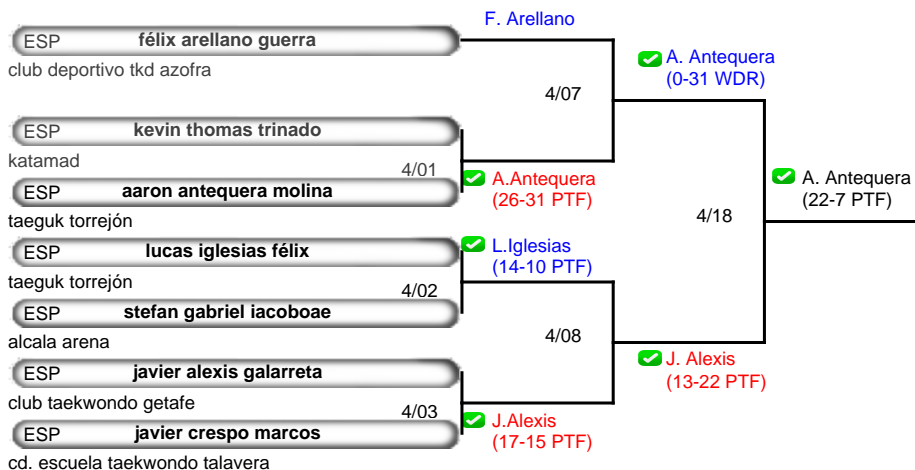 F. Arellano
ESP félix arellano guerra
club deportivo tkd azofra
A. Antequera
(0-31 WDR)
4/07
ESP kevin thomas trinado
katamad
4/01
A.Antequera
(26-31 PTF)
ESP aaron antequera molina
taeguk torrejón
A. Antequera
(22-7 PTF)
4/18
ESP lucas iglesias félix
taeguk torrejón
L.Iglesias
(14-10 PTF)
4/02
ESP stefan gabriel iacoboae
alcala arena
4/08
J. Alexis
(13-22 PTF)
ESP javier alexis galarreta
club taekwondo getafe
4/03
J.Alexis
(17-15 PTF)
ESP javier crespo marcos
cd. escuela taekwondo talavera